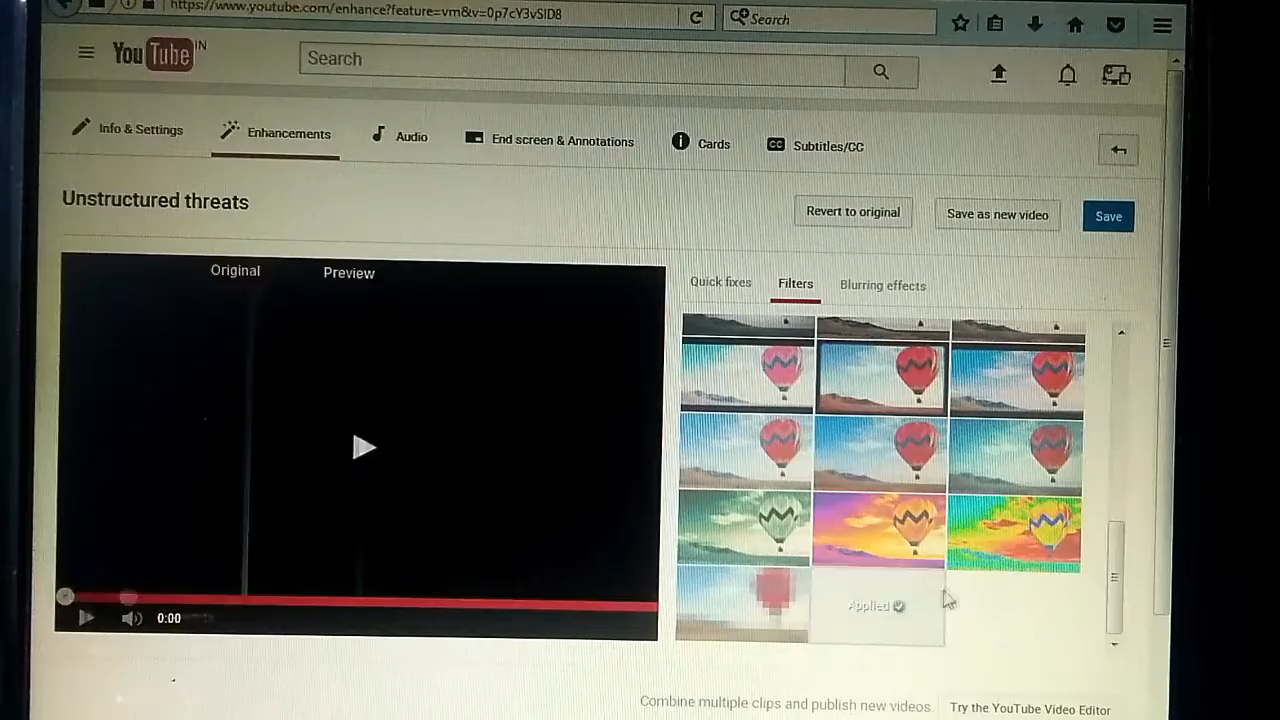 https://www.youtube.com/enhance?feature=vm&v=0p7cY3vSlD8
Search
YouTube IN
Search
Info & Settings
Enhancements
Audio
End screen & Annotations
Cards
CC Subtitles/CC
Unstructured threats
Revert to original
Save as new video
Save
Original
Preview
Quick fixes
Filters
Blurring effects
Applied
0:00
Combine multiple clips and publish new videos.
Try the YouTube Video Editor